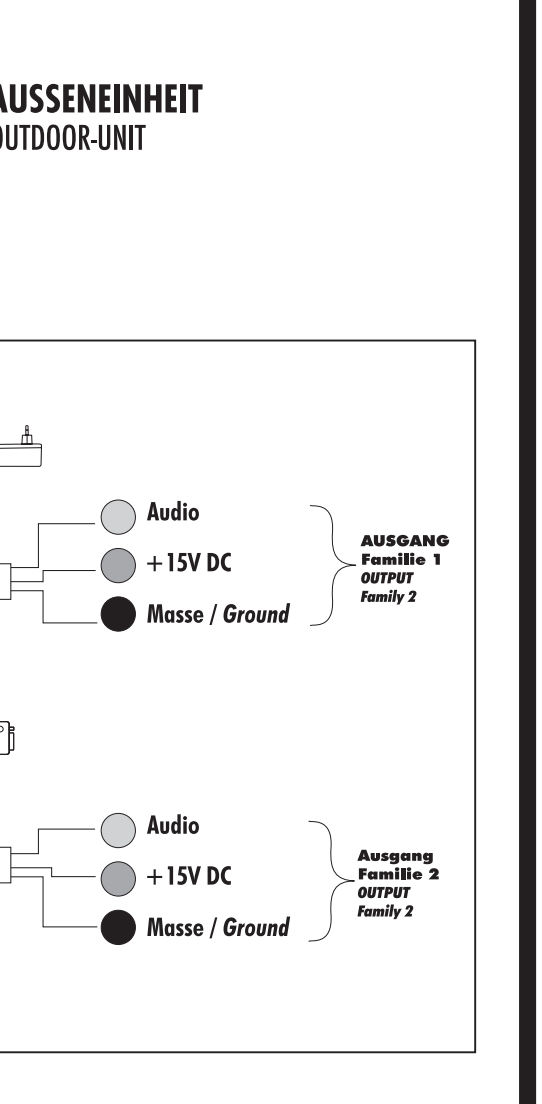 AUSSENEINHEIT
OUTDOOR-UNIT
Audio
+15V DC
Masse / Ground
AUSGANG
Familie 1
OUTPUT
Family 2
Audio
+15V DC
Masse / Ground
Ausgang
Familie 2
OUTPUT
Family 2